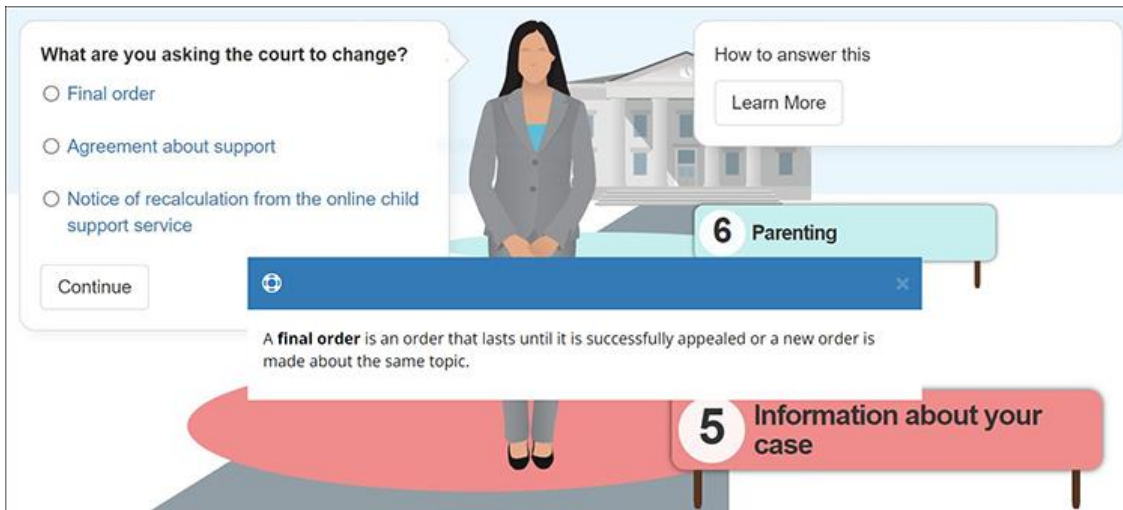 What are you asking the court to change?
Final order
Agreement about support
Notice of recalculation from the online child
support service
Continue
How to answer this
Learn More
6 Parenting
A final order is an order that lasts until it is successfully appealed or a new order is
made about the same topic.
5 Information about your
case